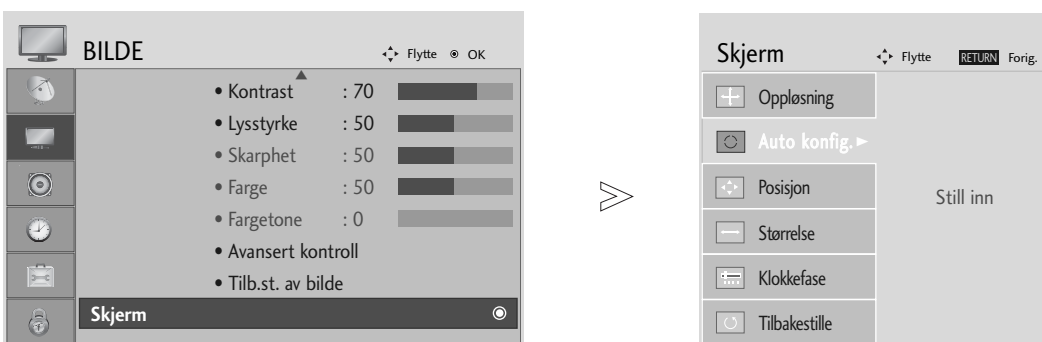 BILDE
Flytte OK
• Kontrast : 70
• Lysstyrke : 50
• Skarphet : 50
• Farge : 50
• Fargetone : 0
• Avansert kontroll
• Tilb.st. av bilde
Skjerm
Skjerm
Flytte RETURN Forig.
Oppløsning
Auto konfig. ►
Posisjon
Størrelse
Klokkefase
Tilbakestille
Still inn